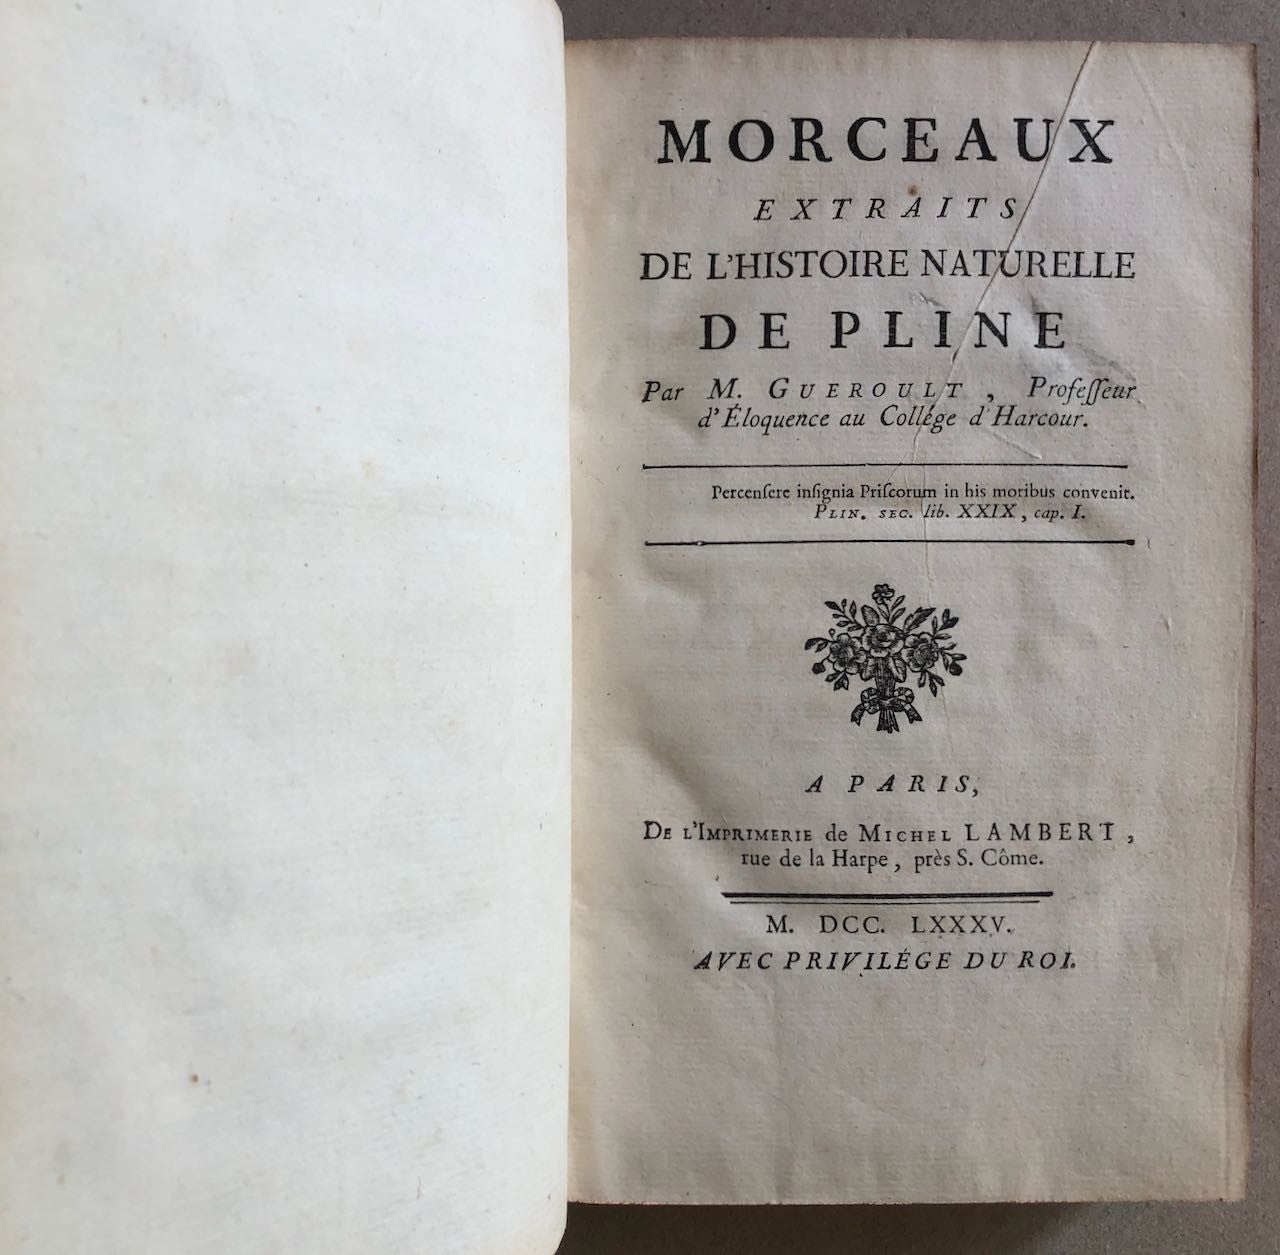 MORCEAUX
EXTRAITS
DE L'HISTOIRE NATURELLE
DE PLINE
Par M. GUEROULT, Profeſſeur
d'Éloquence au Collége d'Harcour.
Percenſere inſignia Priſcorum in his moribus convenit.
PLIN. SEC. lib. XXIX, cap. I.
A PARIS,
DE L'IMPRIMERIE de MICHEL LAMBERT,
rue de la Harpe, près S. Côme.
M. DCC. LXXXV.
AVEC PRIVILÉGE DU ROI.